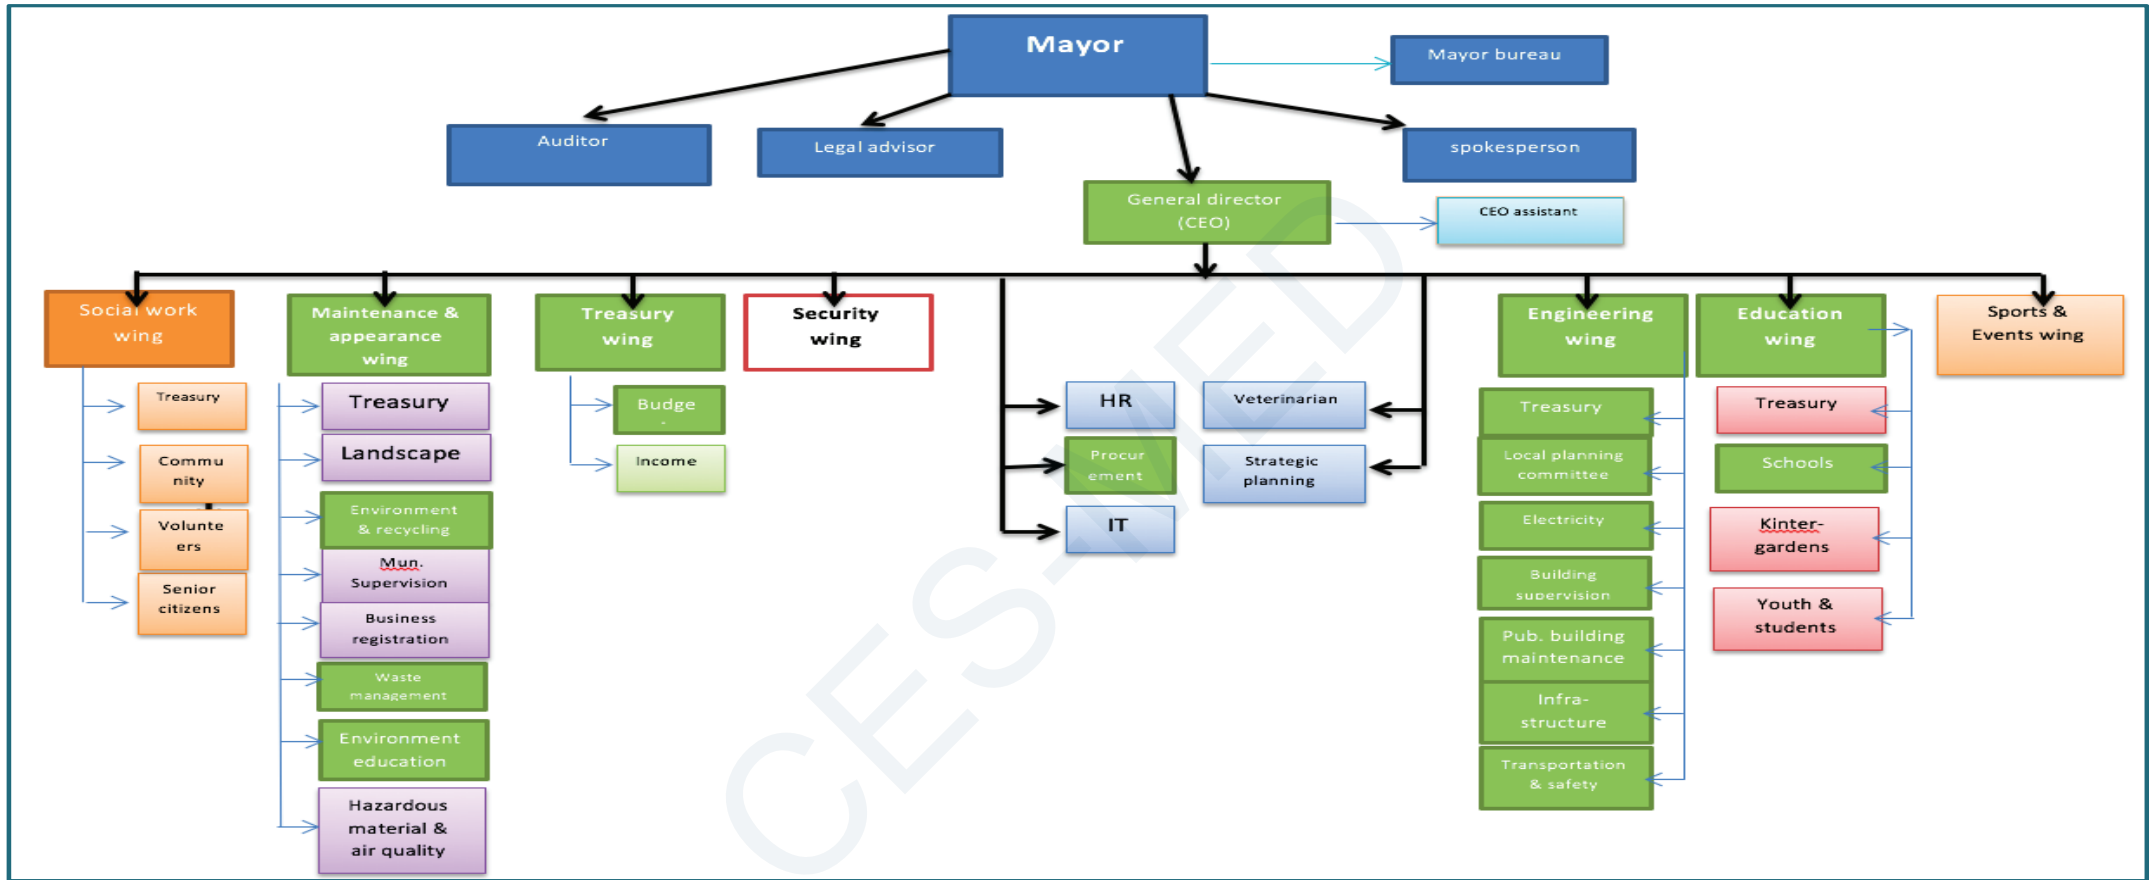 Mayor
Mayor bureau
Auditor
Legal advisor
spokesperson
General director
(CEO)
CEO assistant
Social work
wing
Maintenance &
appearance
wing
Treasury
wing
Security
wing
Engineering
wing
Education
wing
Sports &
Events wing
Treasury
Commu
nity
Volunte
ers
Senior
citizens
Treasury
Landscape
Environment
& recycling
Mun.
Supervision
Business
registration
Waste
management
Environment
education
Hazardous
material &
air quality
Budge
Income
HR
Procur
ement
IT
Veterinarian
Strategic
planning
Treasury
Local planning
committee
Electricity
Building
supervision
Pub. building
maintenance
Infra-
structure
Transportation
& safety
Treasury
Schools
Kinter-
gardens
Youth &
students
CES-MED